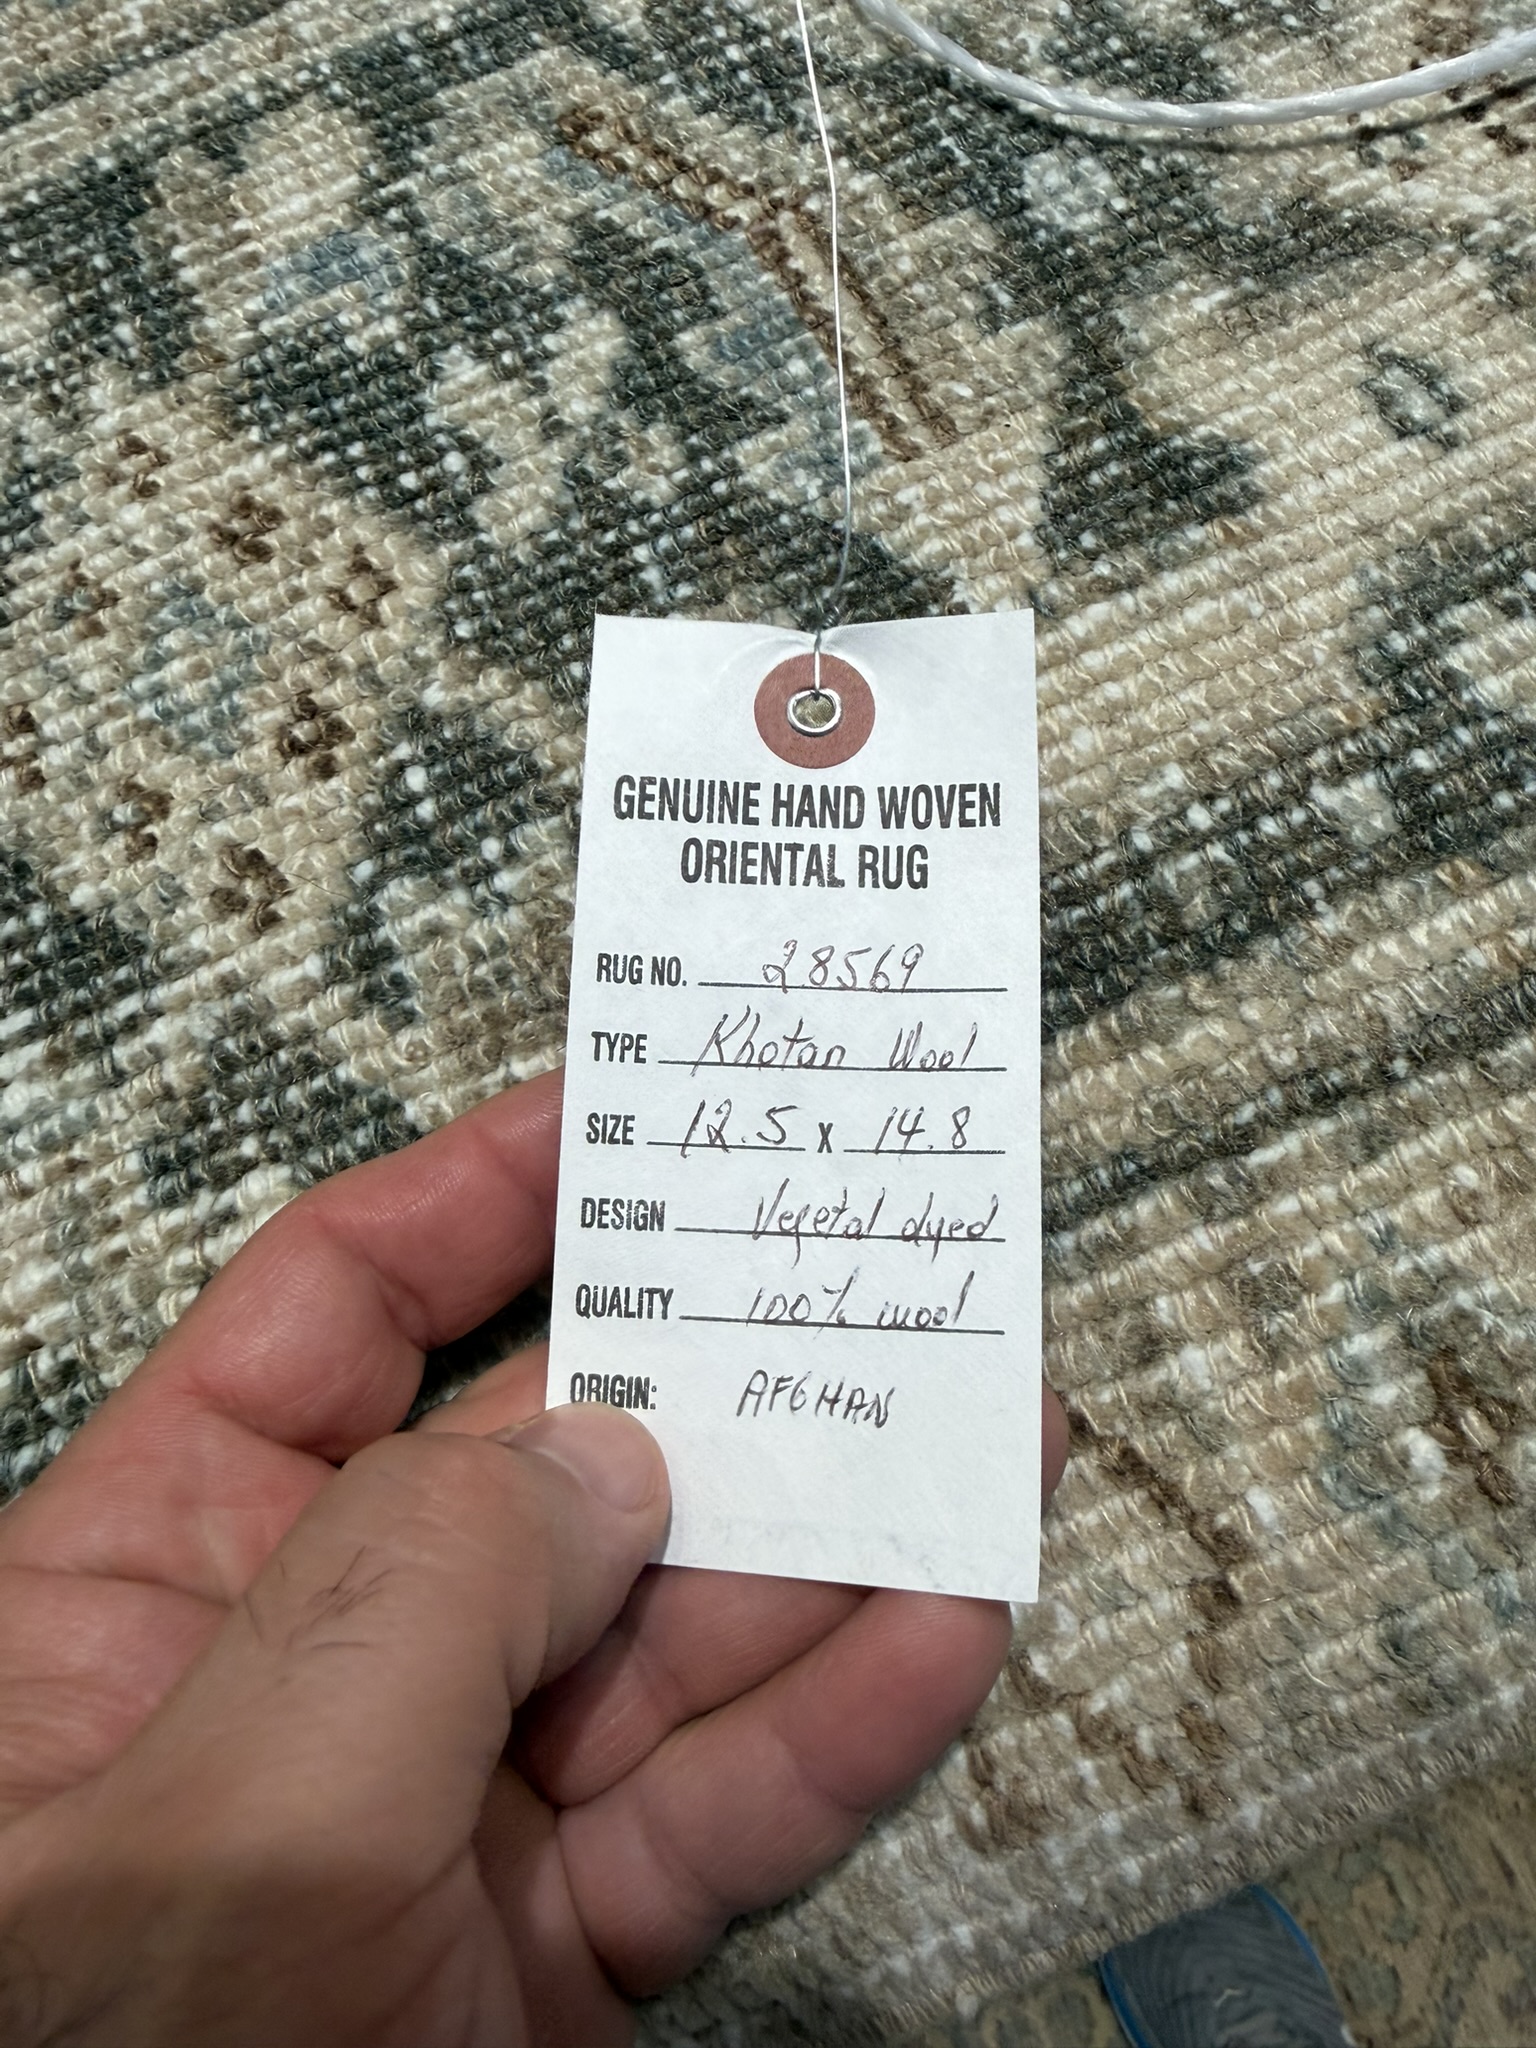 GENUINE HAND WOVEN
ORIENTAL RUG
RUG NO. 28569
TYPE Khotan Wool
SIZE 12.5 x 14.8
DESIGN Vegetal dyed
QUALITY 100% wool
ORIGIN: AFGHAN